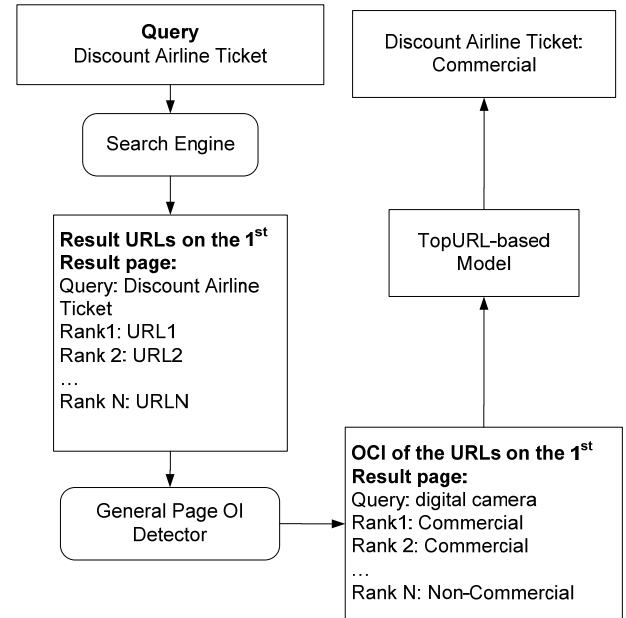 Query
Discount Airline Ticket
Search Engine
Result URLs on the 1st
Result page:
Query: Discount Airline
Ticket
Rank1: URL1
Rank 2: URL2
…
Rank N: URLN
General Page OI
Detector
OCI of the URLs on the 1st
Result page:
Query: digital camera
Rank1: Commercial
Rank 2: Commercial
…
Rank N: Non-Commercial
TopURL-based
Model
Discount Airline Ticket:
Commercial